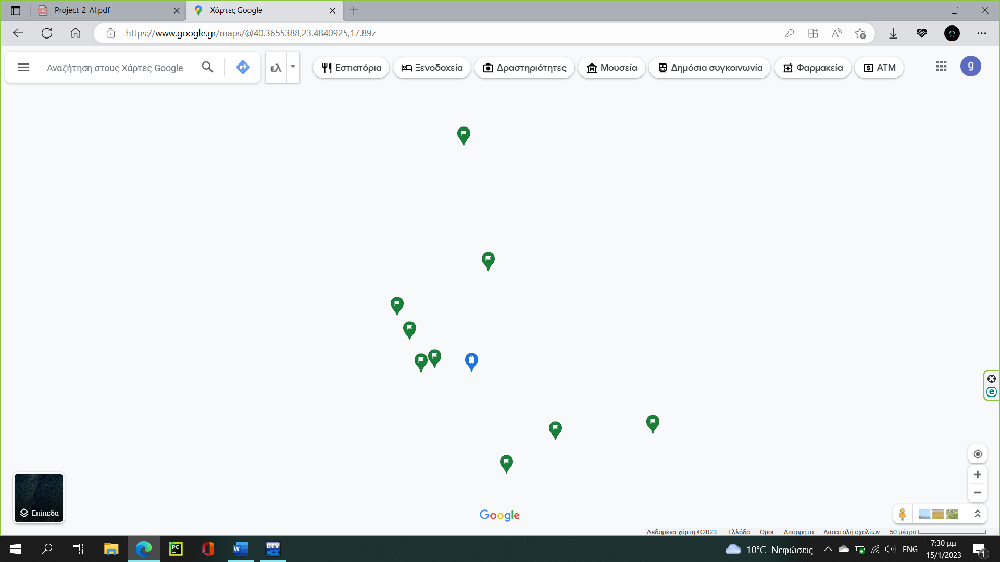 Project_2_AI.pdf
Χάρτες Google
https://www.google.gr/maps/@40.3655388,23.4840925,17.89z
Αναζήτηση στους Χάρτες Google
ελ
Εστιατόρια
Ξενοδοχεία
Δραστηριότητες
Μουσεία
Δημόσια συγκοινωνία
Φαρμακεία
ATM
g
Επίπεδα
Google
Δεδομένα χάρτη ©2023 Ελλάδα Όροι Απόρρητο Αποστολή σχολίων 50 μέτρα
10°C Νεφώσεις
ENG
7:30 μμ
15/1/2023
1